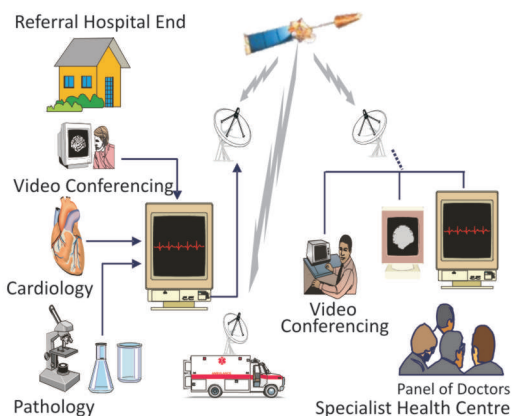 Referral Hospital End
Video Conferencing
Cardiology
Pathology
Video
Conferencing
Panel of Doctors
Specialist Health Centre